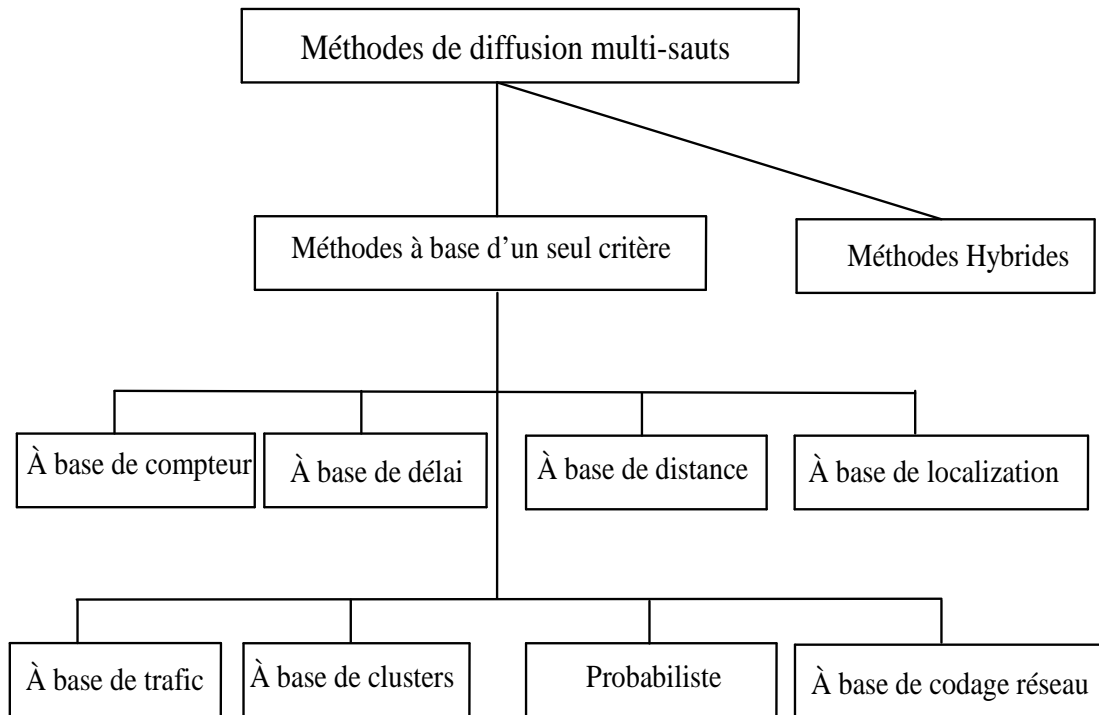 Méthodes de diffusion multi-sauts
Méthodes à base d’un seul critère
Méthodes Hybrides
À base de compteur
À base de délai
À base de distance
À base de localization
À base de trafic
À base de clusters
Probabiliste
À base de codage réseau